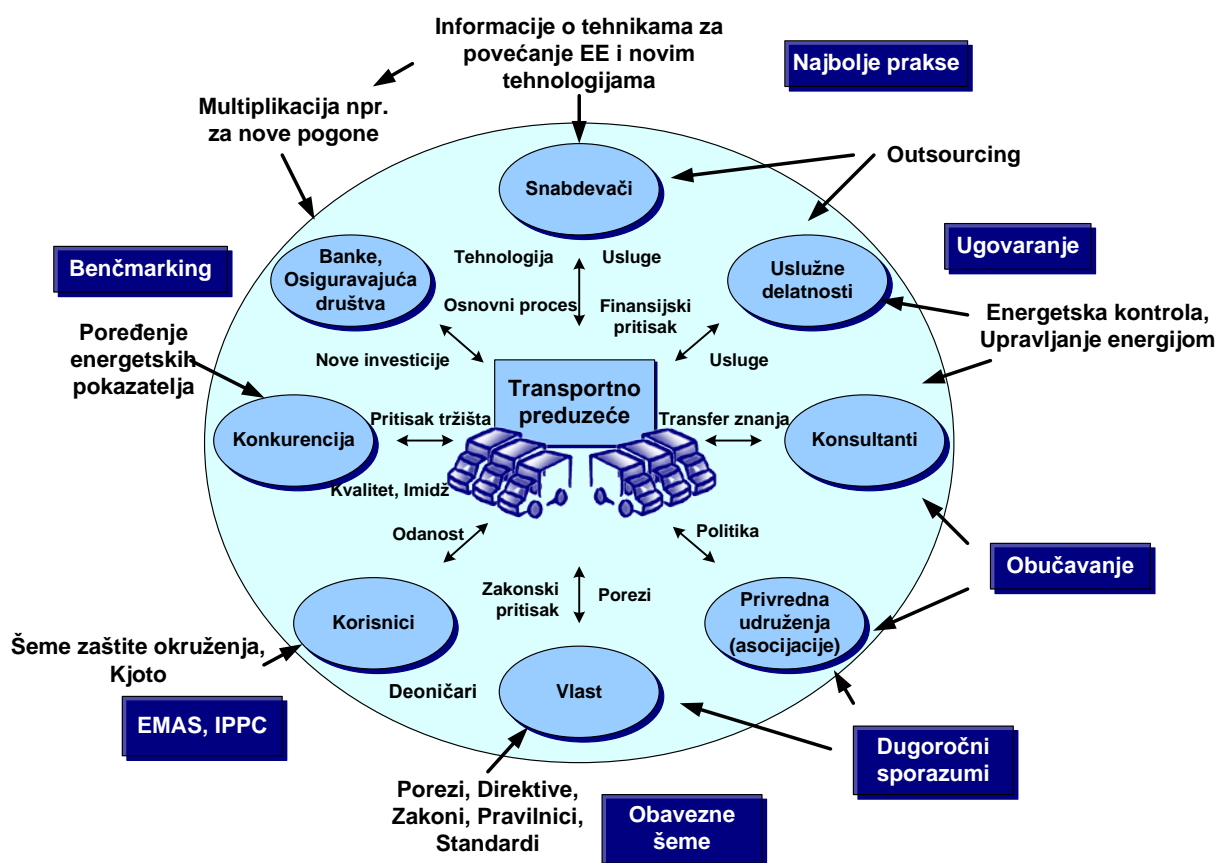 Informacije o tehnikama za
povećanje EE i novim
tehnologijama
Najbolje prakse
Multiplikacija npr.
za nove pogone
Outsourcing
Snabdevači
Benčmarking
Banke,
Osiguravajuća
društva
Tehnologija
Usluge
Uslužne
delatnosti
Ugovaranje
Osnovni proces
Finansijski
pritisak
Energetska kontrola,
Upravljanje energijom
Poređenje
energetskih
pokazatelja
Nove investicije
Usluge
Transportno
preduzeće
Konkurencija
Pritisak tržišta
Transfer znanja
Konsultanti
Kvalitet, Imidž
Odanost
Politika
Obučavanje
Zakonski
pritisak
Porezi
Korisnici
Privredna
udruženja
(asocijacije)
Šeme zaštite okruženja,
Kjoto
EMAS, IPPC
Deoničari
Vlast
Dugoročni
sporazumi
Porezi, Direktive,
Zakoni, Pravilnici,
Standardi
Obavezne
šeme